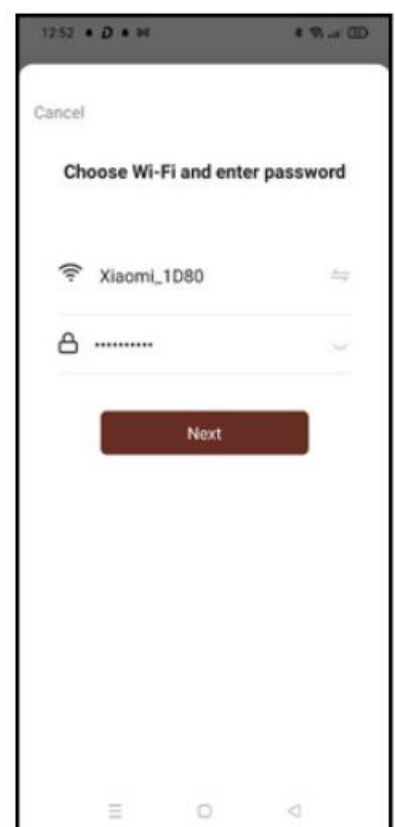 12:52
Cancel
Choose Wi-Fi and enter password
Xiaomi_1D80
••••••••••
Next